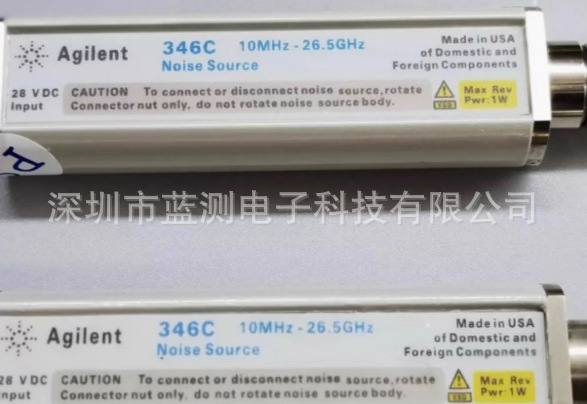 Agilent
346C 10MHz - 26.5GHz
Noise Source
Made in USA
of Domestic and
Foreign Components
28 V DC
Input
CAUTION To connect or disconnect noise source,rotate
Connector nut only, do not rotate noise source body.
Max Rev
Pwr:1W
ESD
深圳市蓝测电子科技有限公司
Agilent
346C 10MHz - 26.5GHz
Noise Source
Made in USA
of Domestic and
Foreign Components
28 V DC
nput
CAUTION To connect or disconnect noise source,rotate
Connector nut only, do not rotate noise source body.
Max Rev
Pwr:1W